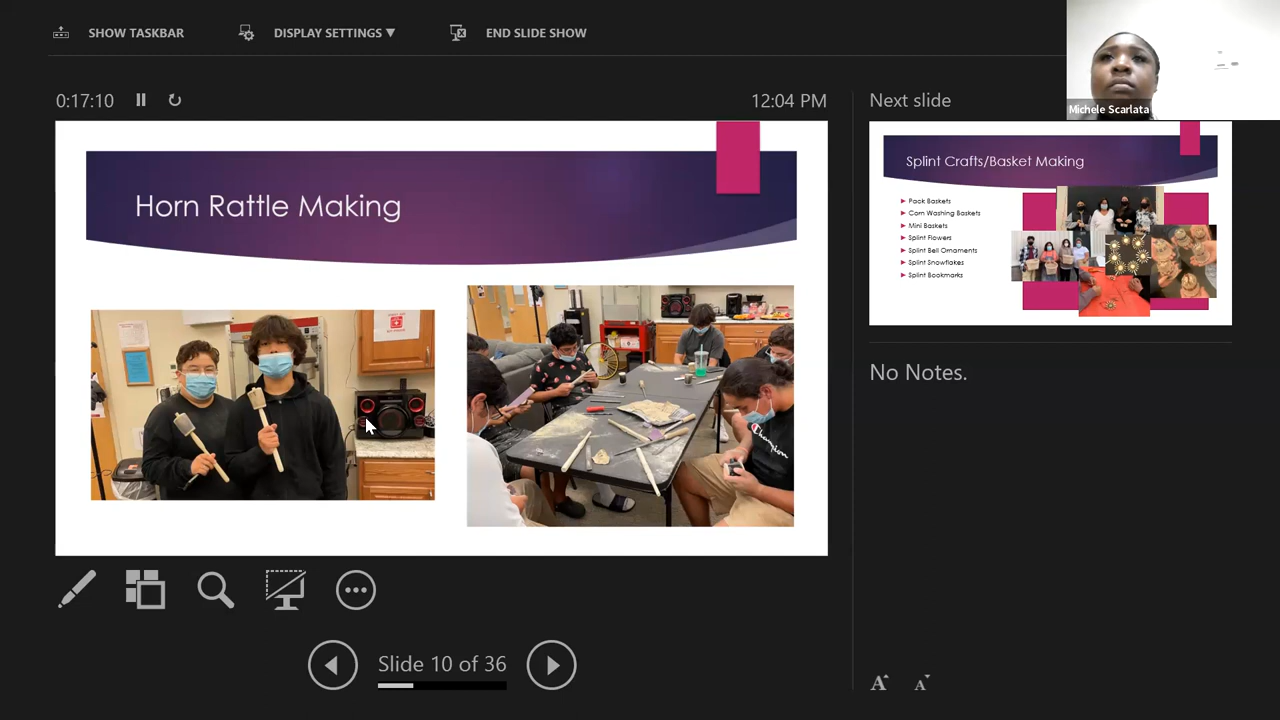 SHOW TASKBAR
DISPLAY SETTINGS ▼
END SLIDE SHOW
Michele Scarlata
0:17:10
12:04 PM
Next slide
Horn Rattle Making
Champion
Splint Crafts/Basket Making
Pack Baskets
Corn Washing Baskets
Mini Baskets
Splint Flowers
Splint Bell Ornaments
Splint Snowflakes
Splint Bookmarks
No Notes.
Slide 10 of 36
A
A